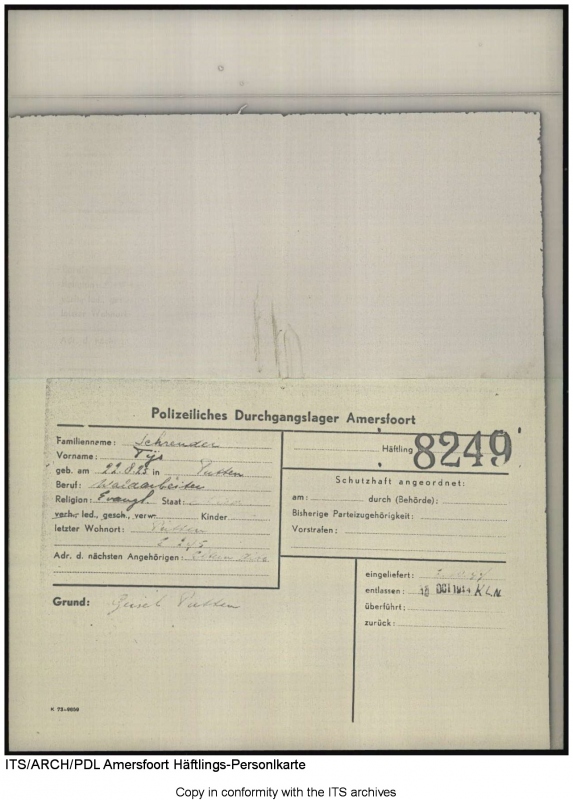 Polizeiliches Durchgangslager Amersfoort
Familienname: Schreuder
Vorname: Tijs
geb. am 22.8.25 in Putten
Beruf: Waldarbeiter
Religion: Evangl. Staat:
verh. led., gesch., verw. Kinder
letzter Wohnort: Putten
Adr. d. nächsten Angehörigen:
Häftling 8249
Schutzhaft angeordnet:
am: durch (Behörde):
Bisherige Parteizugehörigkeit:
Vorstrafen:
Grund: Geisel Putten
eingeliefert:
entlassen: OCT 1944 KLN
überführt:
zurück:
ITS/ARCH/PDL Amersfoort Häftlings-Personlkarte
Copy in conformity with the ITS archives